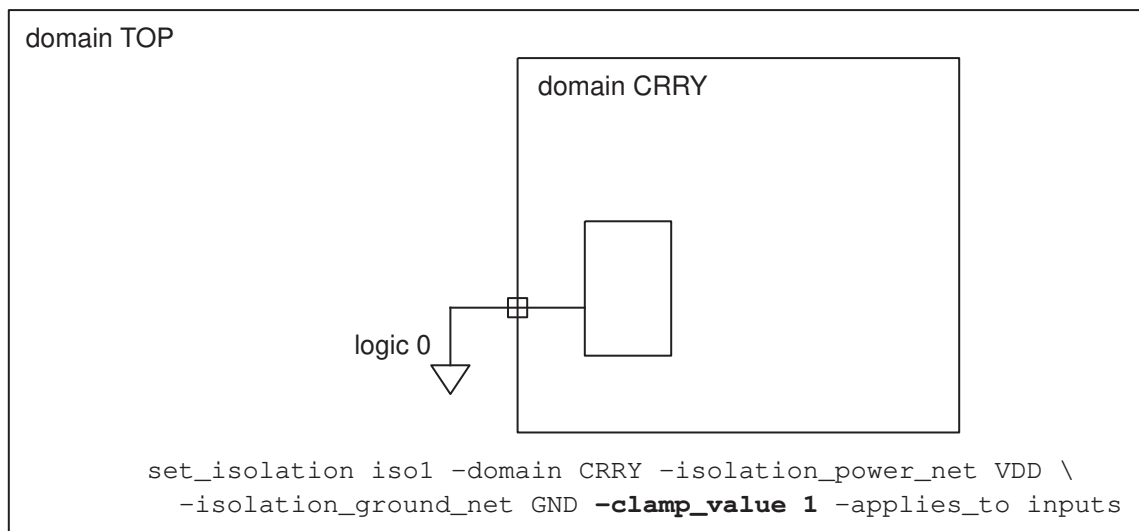 domain TOP
domain CRRY
logic 0
set_isolation iso1 −domain CRRY −isolation_power_net VDD \
−isolation_ground_net GND −clamp_value 1 −applies_to inputs